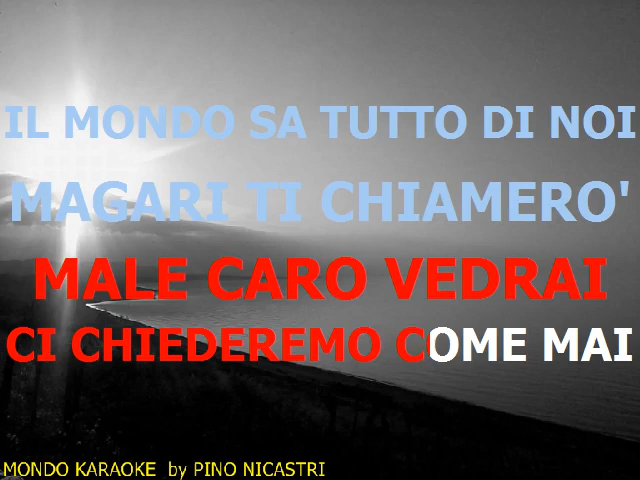 IL MONDO SA TUTTO DI NOI
MAGARI TI CHIAMERO'
MALE CARO VEDRAI
CI CHIEDEREMO COME MAI
MONDO KARAOKE by PINO NICASTRI